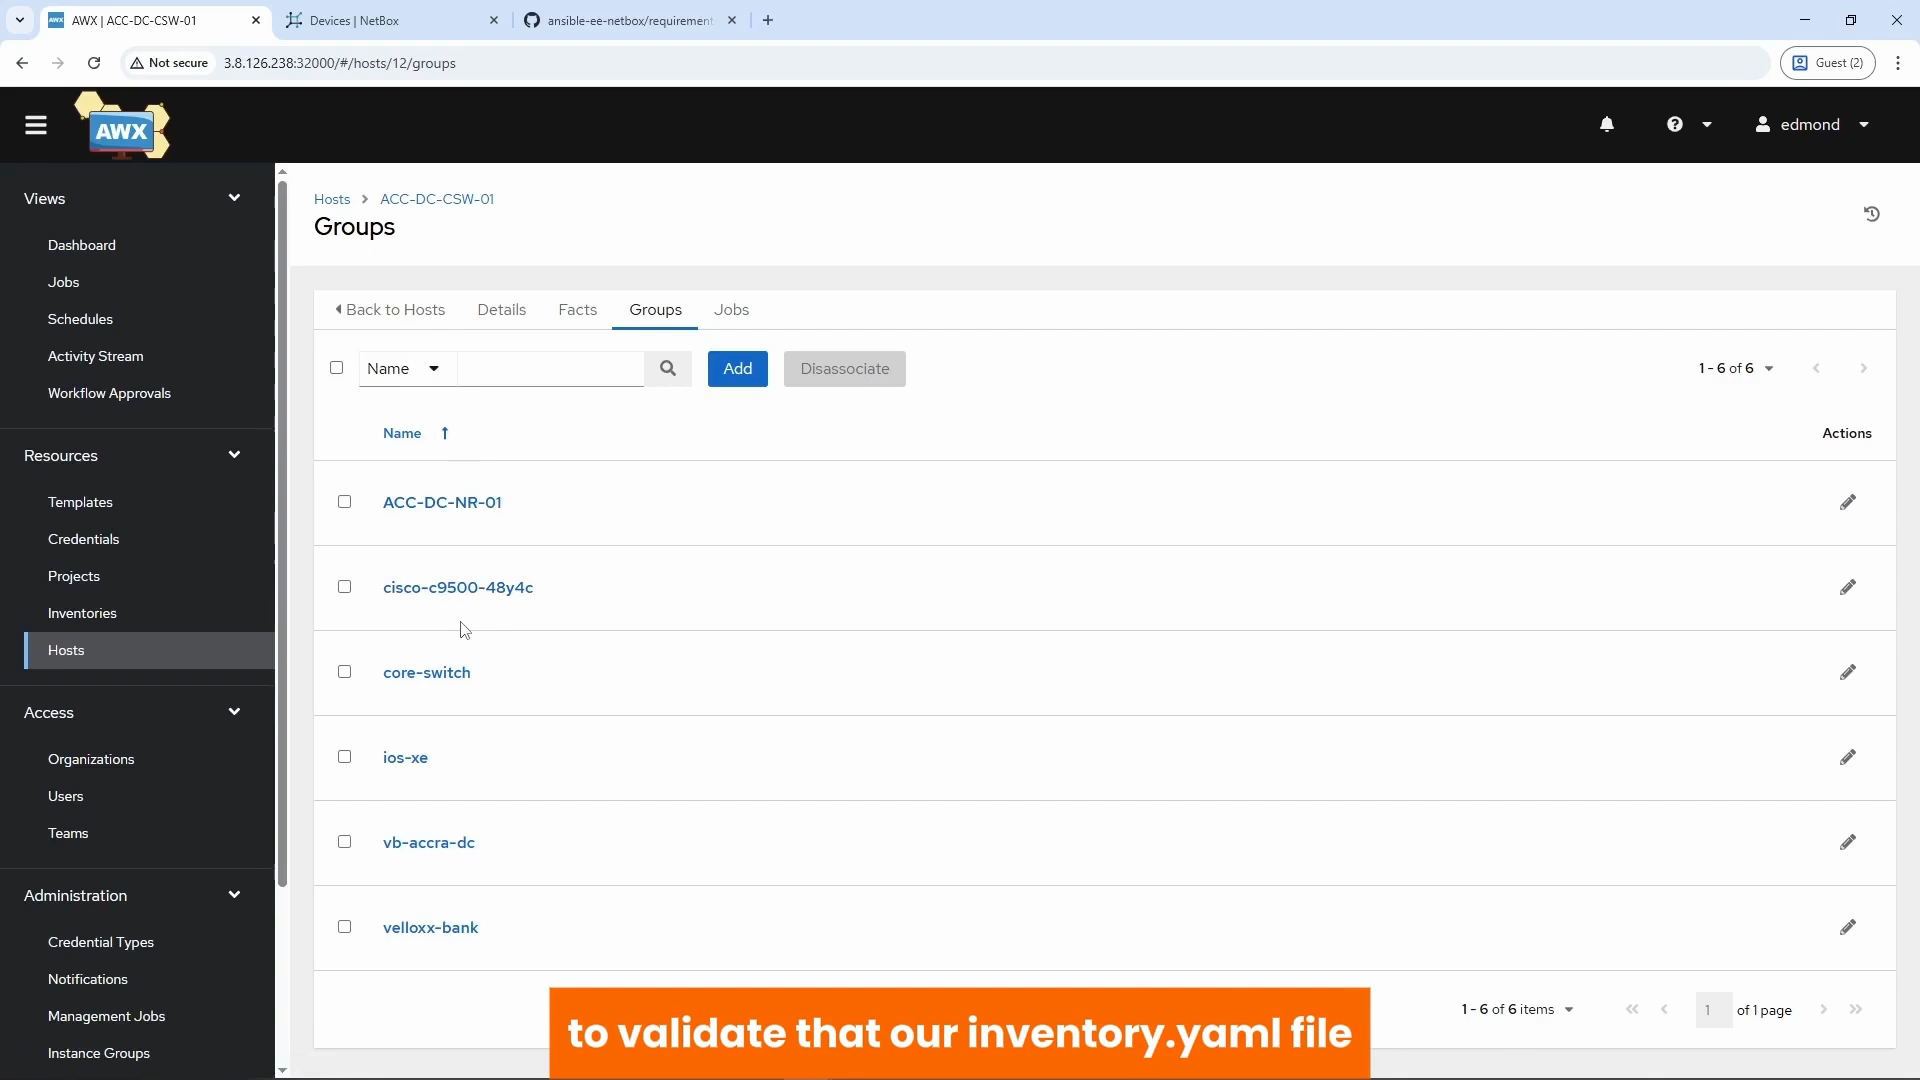 AWX | ACC-DC-CSW-01
Devices | NetBox
ansible-ee-netbox/requirement
Not secure
3.8.126.238:32000/#/hosts/12/groups
Guest (2)
AWX
edmond
Views
Dashboard
Jobs
Schedules
Activity Stream
Workflow Approvals
Resources
Templates
Credentials
Projects
Inventories
Hosts
Access
Organizations
Users
Teams
Administration
Credential Types
Notifications
Management Jobs
Instance Groups
Hosts > ACC-DC-CSW-01
Groups
Back to Hosts
Details
Facts
Groups
Jobs
Name
Add
Disassociate
1 - 6 of 6
Name
Actions
ACC-DC-NR-01
cisco-c9500-48y4c
core-switch
ios-xe
vb-accra-dc
velloxx-bank
1 - 6 of 6 items
1 of 1 page
to validate that our inventory.yaml file